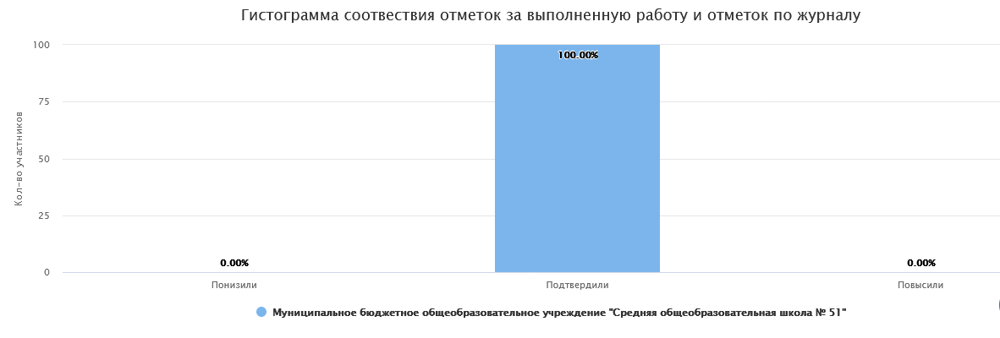 Гистограмма соотвествия отметок за выполненную работу и отметок по журналу
Кол-во участников
100
75
50
25
0
100.00%
0.00%
0.00%
Понизили
Подтвердили
Повысили
Муниципальное бюджетное общеобразовательное учреждение "Средняя общеобразовательная школа № 51"